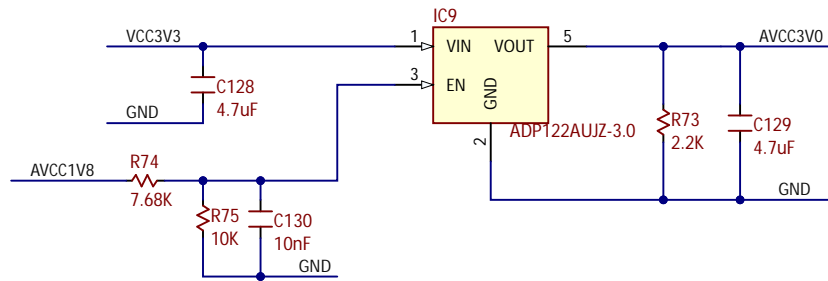 IC9
VCC3V3
1
VIN
VOUT
5
AVCC3V0
C128
4.7uF
3
EN
GND
GND
2
ADP122AUJZ-3.0
R73
2.2K
C129
4.7uF
R74
AVCC1V8
7.68K
GND
R75
10K
C130
10nF
GND